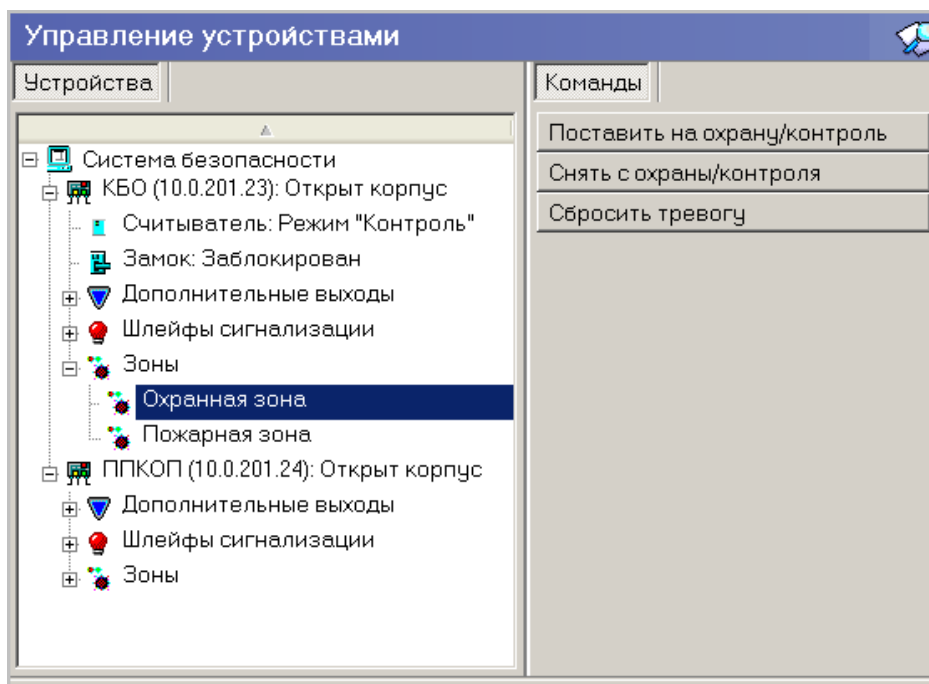 Управление устройствами
Устройства
Система безопасности
КБО (10.0.201.23): Открыт корпус
Считыватель: Режим "Контроль"
Замок: Заблокирован
Дополнительные выходы
Шлейфы сигнализации
Зоны
Охранная зона
Пожарная зона
ППКОП (10.0.201.24): Открыт корпус
Дополнительные выходы
Шлейфы сигнализации
Зоны
Команды
Поставить на охрану/контроль
Снять с охраны/контроля
Сбросить тревогу